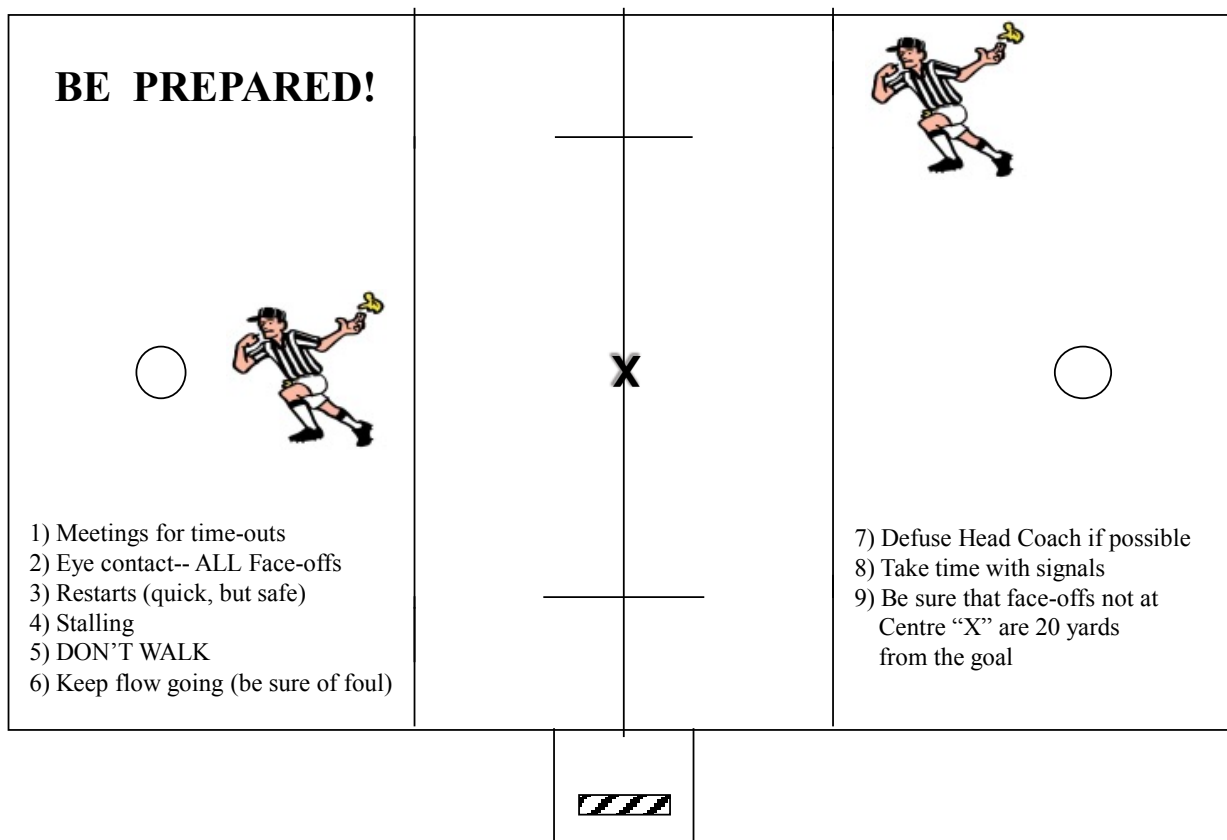 BE PREPARED!
X
1) Meetings for time-outs
2) Eye contact-- ALL Face-offs
3) Restarts (quick, but safe)
4) Stalling
5) DON'T WALK
6) Keep flow going (be sure of foul)
7) Defuse Head Coach if possible
8) Take time with signals
9) Be sure that face-offs not at
Centre “X” are 20 yards
from the goal